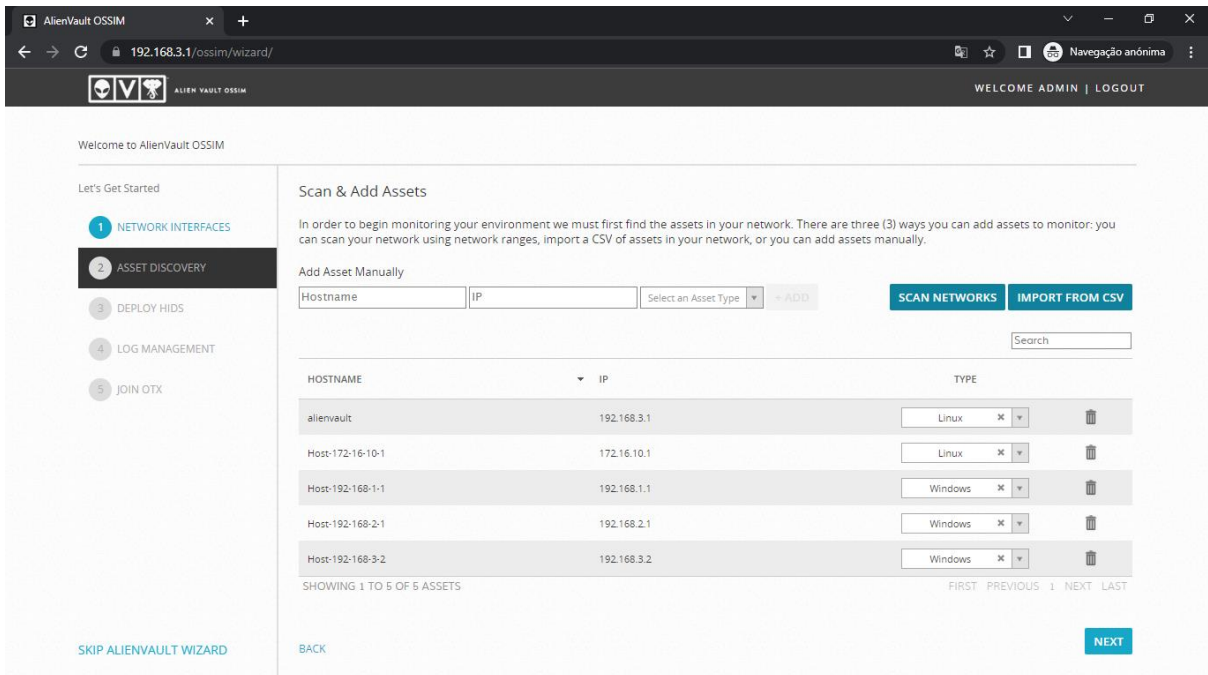 AlienVault OSSIM
192.168.3.1/ossim/wizard/
Navegação anónima
ALIEN VAULT OSSIM
WELCOME ADMIN | LOGOUT
Welcome to AlienVault OSSIM
Let's Get Started
1 NETWORK INTERFACES
2 ASSET DISCOVERY
3 DEPLOY HIDS
4 LOG MANAGEMENT
5 JOIN OTX
SKIP ALIENVAULT WIZARD
Scan & Add Assets
In order to begin monitoring your environment we must first find the assets in your network. There are three (3) ways you can add assets to monitor: you
can scan your network using network ranges, import a CSV of assets in your network, or you can add assets manually.
Add Asset Manually
Hostname IP Select an Asset Type + ADD SCAN NETWORKS IMPORT FROM CSV
Search
HOSTNAME IP TYPE
alienvault 192.168.3.1 Linux
Host-172-16-10-1 172.16.10.1 Linux
Host-192-168-1-1 192.168.1.1 Windows
Host-192-168-2-1 192.168.2.1 Windows
Host-192-168-3-2 192.168.3.2 Windows
SHOWING 1 TO 5 OF 5 ASSETS FIRST PREVIOUS 1 NEXT LAST
BACK NEXT